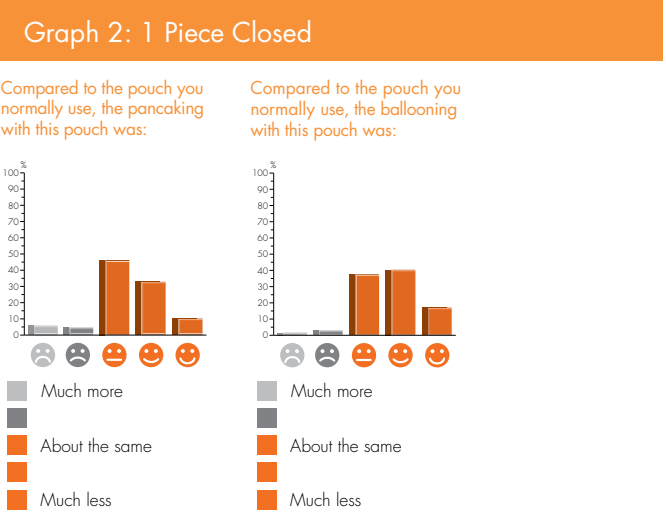 Graph 2: 1 Piece Closed
Compared to the pouch you
normally use, the pancaking
with this pouch was:
%
100
90
80
70
60
50
40
30
20
10
0
Much more
About the same
Much less
Compared to the pouch you
normally use, the ballooning
with this pouch was:
%
100
90
80
70
60
50
40
30
20
10
0
Much more
About the same
Much less